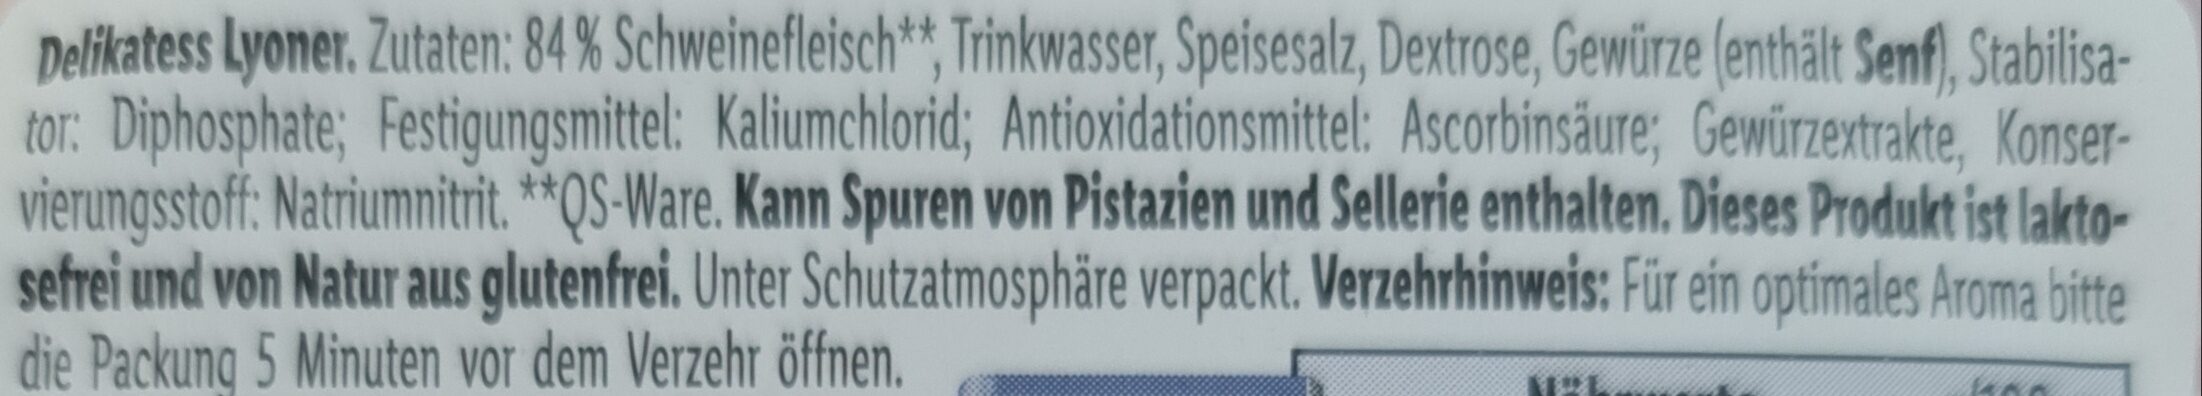 Delikatess Lyoner. Zutaten: 84 % Schweinefleisch**, Trinkwasser, Speisesalz, Dextrose, Gewürze (enthält Senf), Stabilisa-
tor: Diphosphate; Festigungsmittel: Kaliumchlorid; Antioxidationsmittel: Ascorbinsäure; Gewürzextrakte, Konser-
vierungsstoff: Natriumnitrit. **QS-Ware. Kann Spuren von Pistazien und Sellerie enthalten. Dieses Produkt ist lakto-
sefrei und von Natur aus glutenfrei. Unter Schutzatmosphäre verpackt. Verzehrhinweis: Für ein optimales Aroma bitte
die Packung 5 Minuten vor dem Verzehr öffnen.